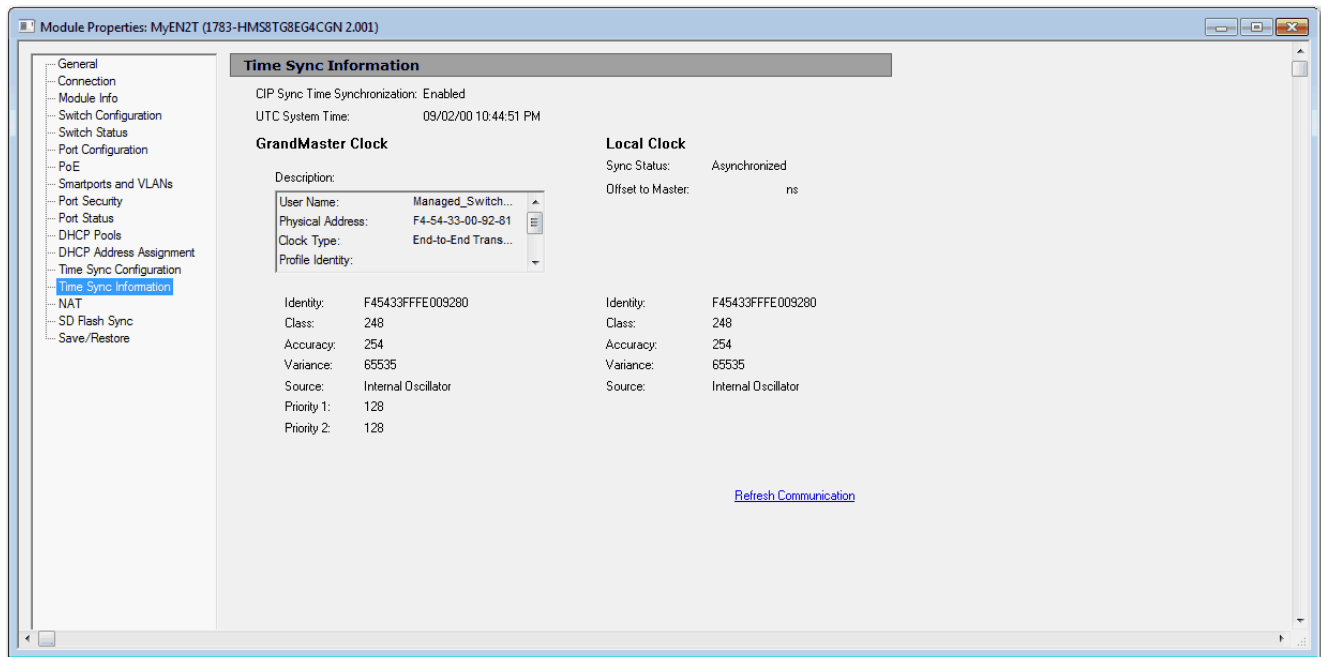 Module Properties: MyEN2T (1783-HMS8TG8EG4CGN 2.001)
General
Connection
Module Info
Switch Configuration
Switch Status
Port Configuration
PoE
Smartports and VLANs
Port Security
Port Status
DHCP Pools
DHCP Address Assignment
Time Sync Configuration
Time Sync Information
NAT
SD Flash Sync
Save/Restore
Time Sync Information
CIP Sync Time Synchronization: Enabled
UTC System Time: 09/02/00 10:44:51 PM
GrandMaster Clock
Description:
User Name: Managed_Switch...
Physical Address: F4-54-33-00-92-81
Clock Type: End-to-End Trans...
Profile Identity:
Identity: F45433FFFE009280
Class: 248
Accuracy: 254
Variance: 65535
Source: Internal Oscillator
Priority 1: 128
Priority 2: 128
Local Clock
Sync Status: Asynchronized
Offset to Master: ns
Identity: F45433FFFE009280
Class: 248
Accuracy: 254
Variance: 65535
Source: Internal Oscillator
Refresh Communication